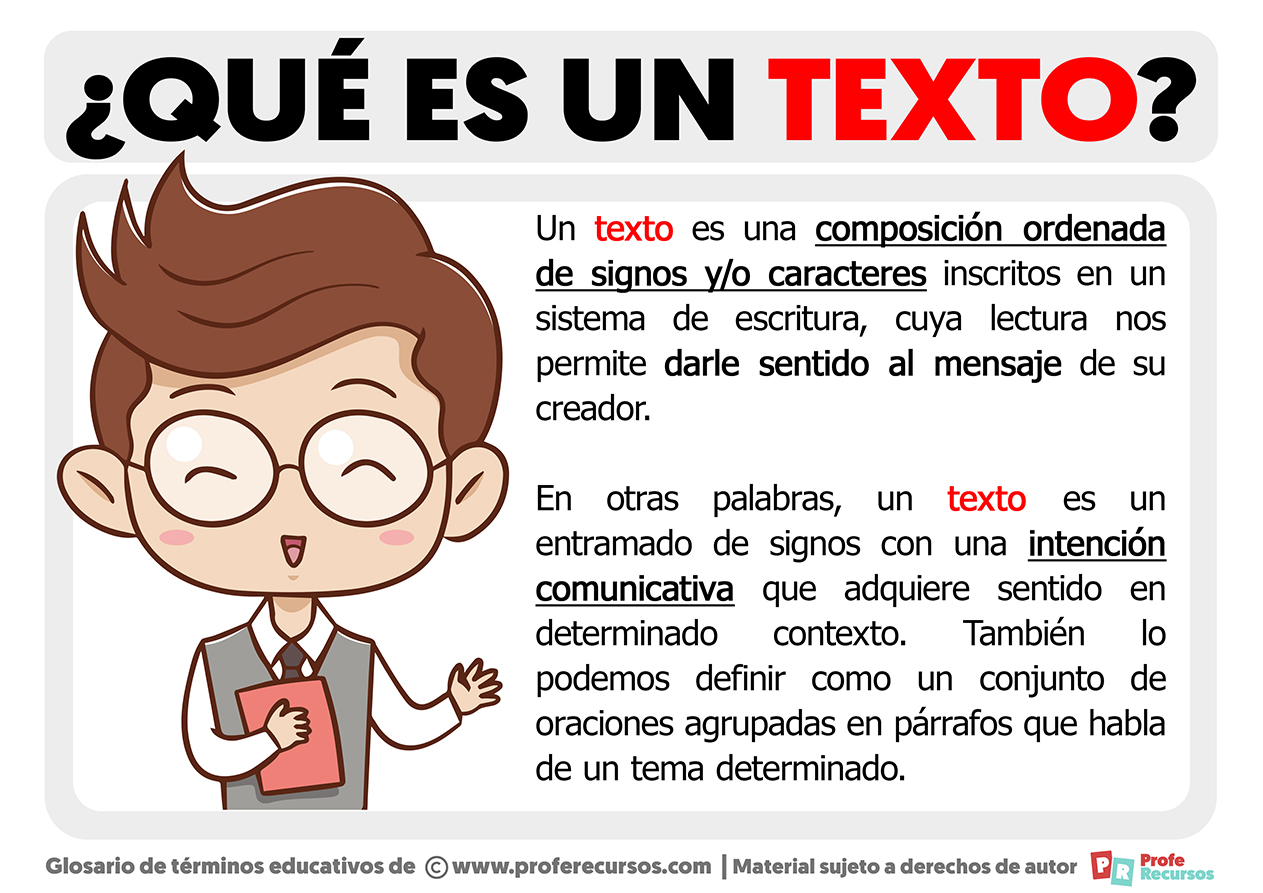 ¿QUÉ ES UN TEXTO?
Un texto es una composición ordenada
de signos y/o caracteres inscritos en un
sistema de escritura, cuya lectura nos
permite darle sentido al mensaje de su
creador.
En otras palabras, un texto es un
entramado de signos con una intención
comunicativa que adquiere sentido en
determinado contexto. También lo
podemos definir como un conjunto de
oraciones agrupadas en párrafos que habla
de un tema determinado.
Glosario de términos educativos de © www.proferecursos.com | Material sujeto a derechos de autor
PR Profe
Recursos